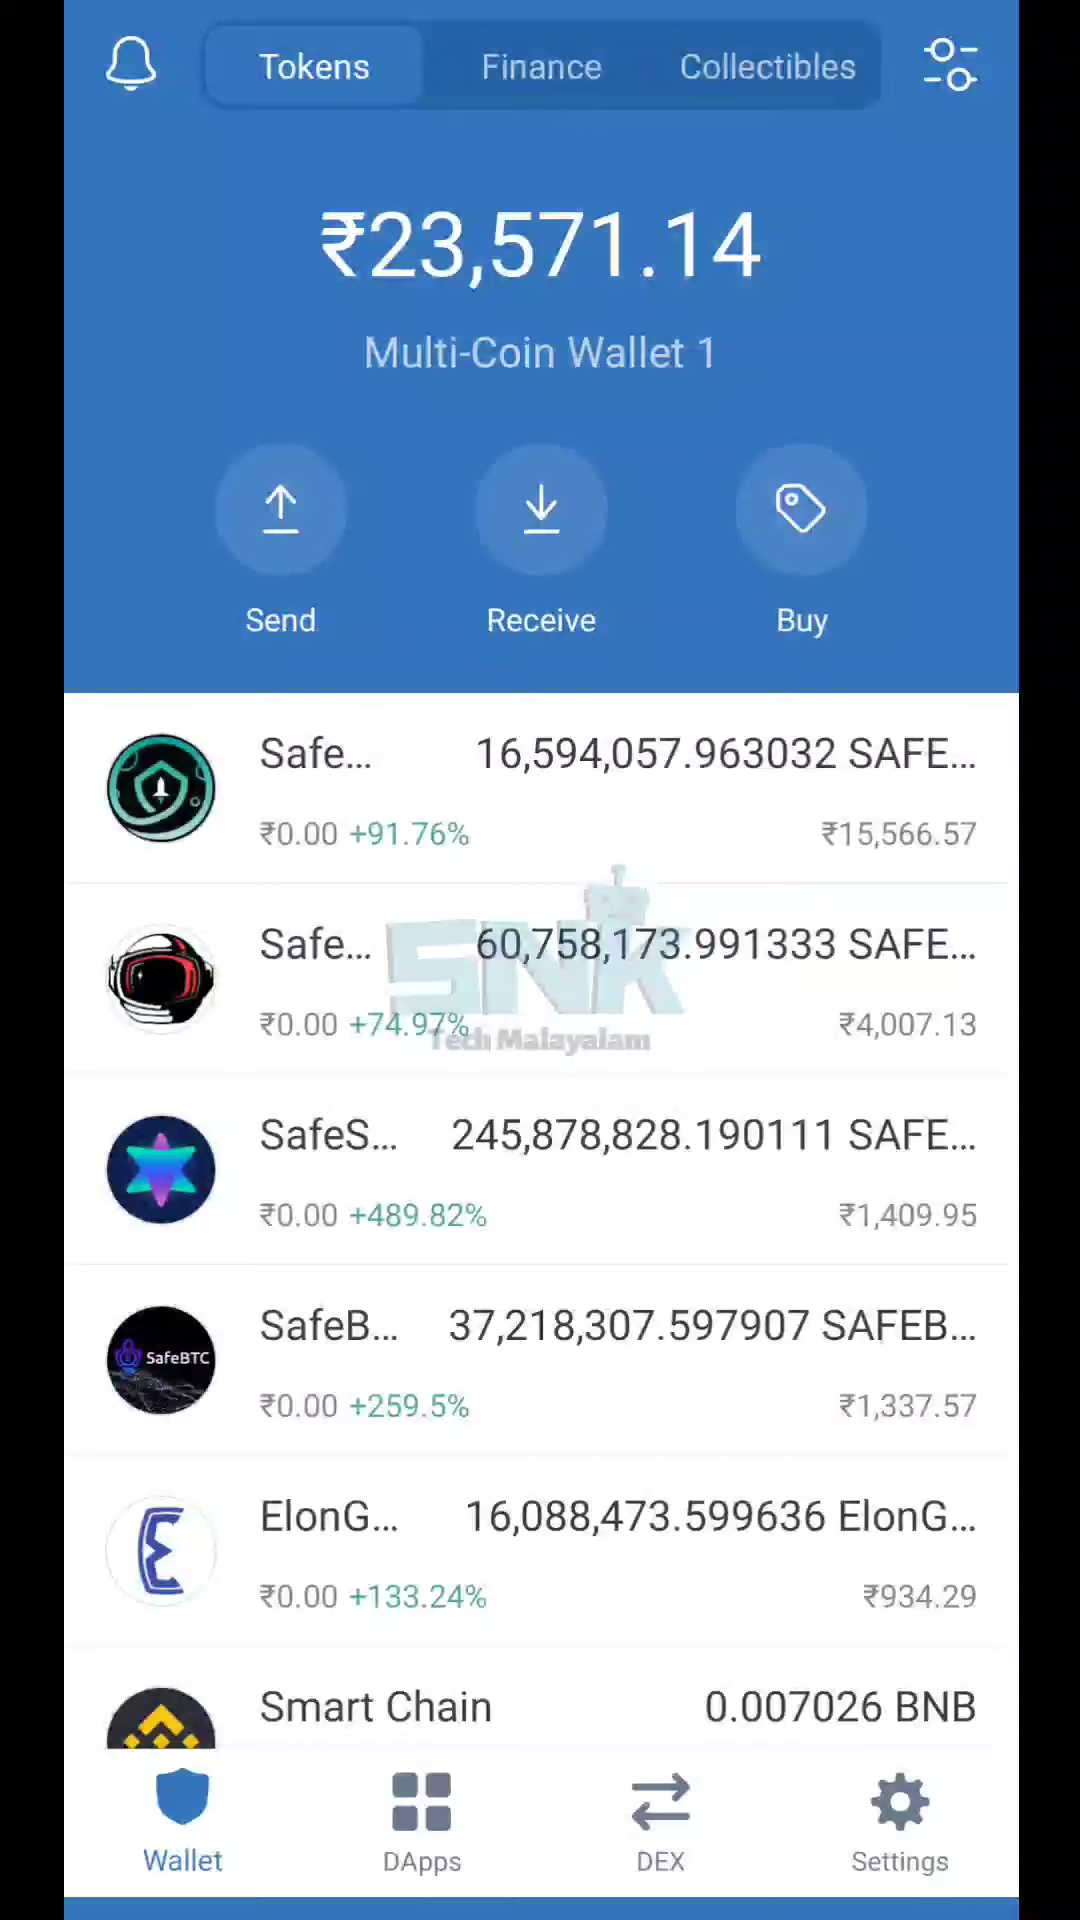 Tokens Finance Collectibles
₹23,571.14
Multi-Coin Wallet 1
Send Receive Buy
Safe... 16,594,057.963032 SAFE...
₹0.00 +91.76% ₹15,566.57
Safe... 60,758,173.991333 SAFE...
₹0.00 +74.97% ₹4,007.13
SNK
Tech Malayalam
SafeS... 245,878,828.190111 SAFE...
₹0.00 +489.82% ₹1,409.95
SafeB... 37,218,307.597907 SAFEB...
SafeBTC
₹0.00 +259.5% ₹1,337.57
ElonG... 16,088,473.599636 ElonG...
₹0.00 +133.24% ₹934.29
Smart Chain 0.007026 BNB
Wallet DApps DEX Settings